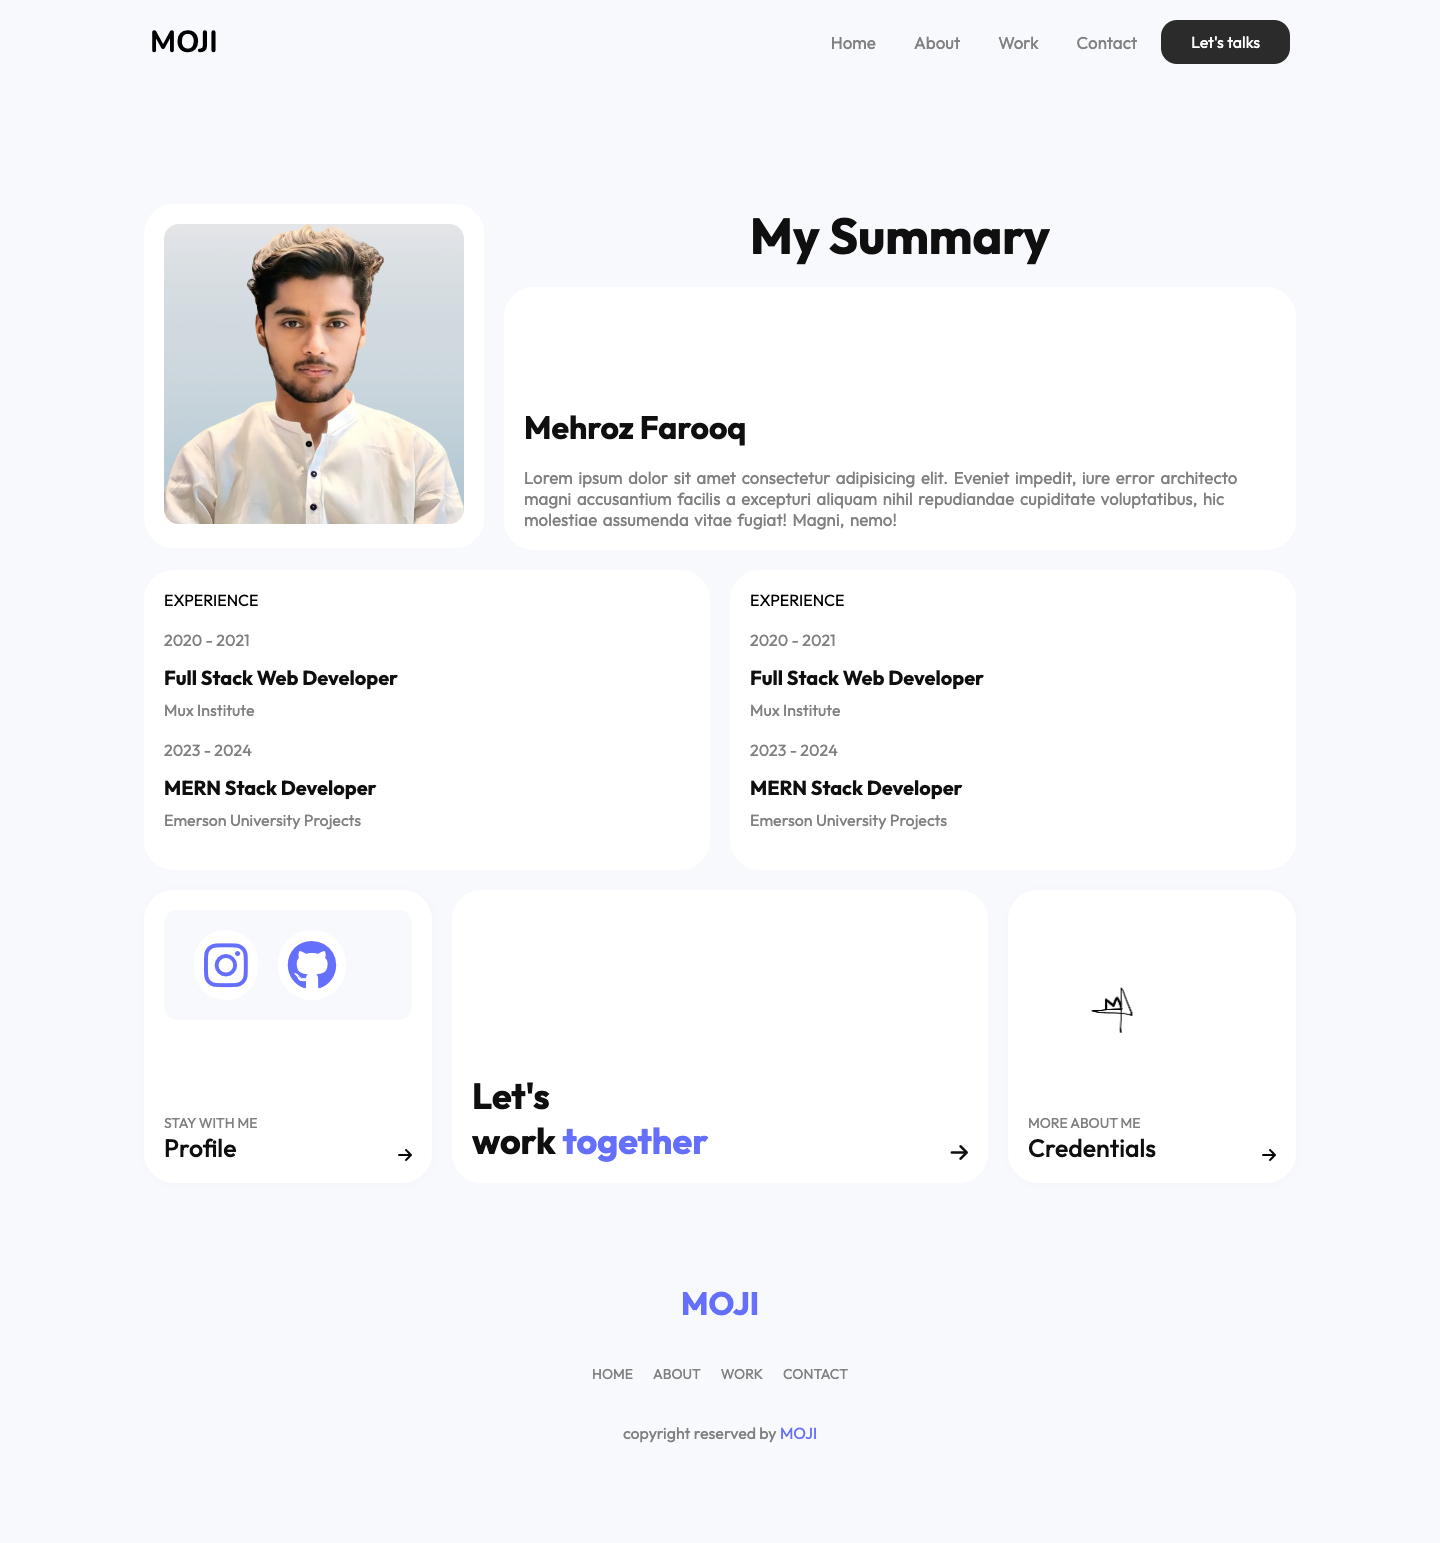 MOJI
Home About Work Contact Let's talks
My Summary
Mehroz Farooq
Lorem ipsum dolor sit amet consectetur adipisicing elit. Eveniet impedit, iure error architecto
magni accusantium facilis a excepturi aliquam nihil repudiandae cupiditate voluptatibus, hic
molestiae assumenda vitae fugiat! Magni, nemo!
EXPERIENCE
2020 - 2021
Full Stack Web Developer
Mux Institute
2023 - 2024
MERN Stack Developer
Emerson University Projects
EXPERIENCE
2020 - 2021
Full Stack Web Developer
Mux Institute
2023 - 2024
MERN Stack Developer
Emerson University Projects
STAY WITH ME
Profile
Let's
work together
MORE ABOUT ME
Credentials
MOJI
HOME ABOUT WORK CONTACT
copyright reserved by MOJI